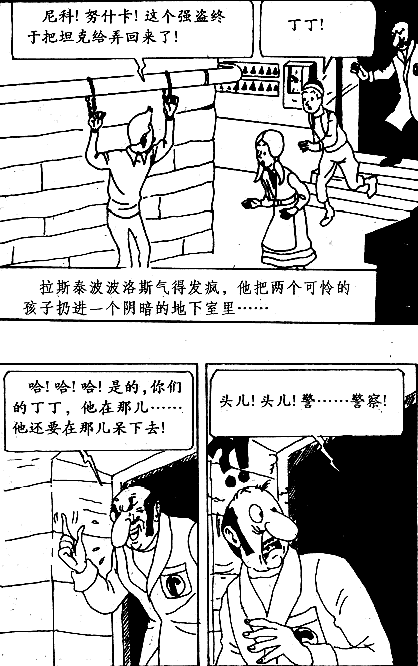 尼科！努什卡！这个强盗终
于把坦克给弄回来了！
丁丁！
拉斯泰波波洛斯气得发疯，他把两个可怜的
孩子扔进一个阴暗的地下室里……
哈！哈！哈！是的，你们
的丁丁，他在那儿……
他还要在那儿呆下去！
头儿！头儿！警……警察！
!!